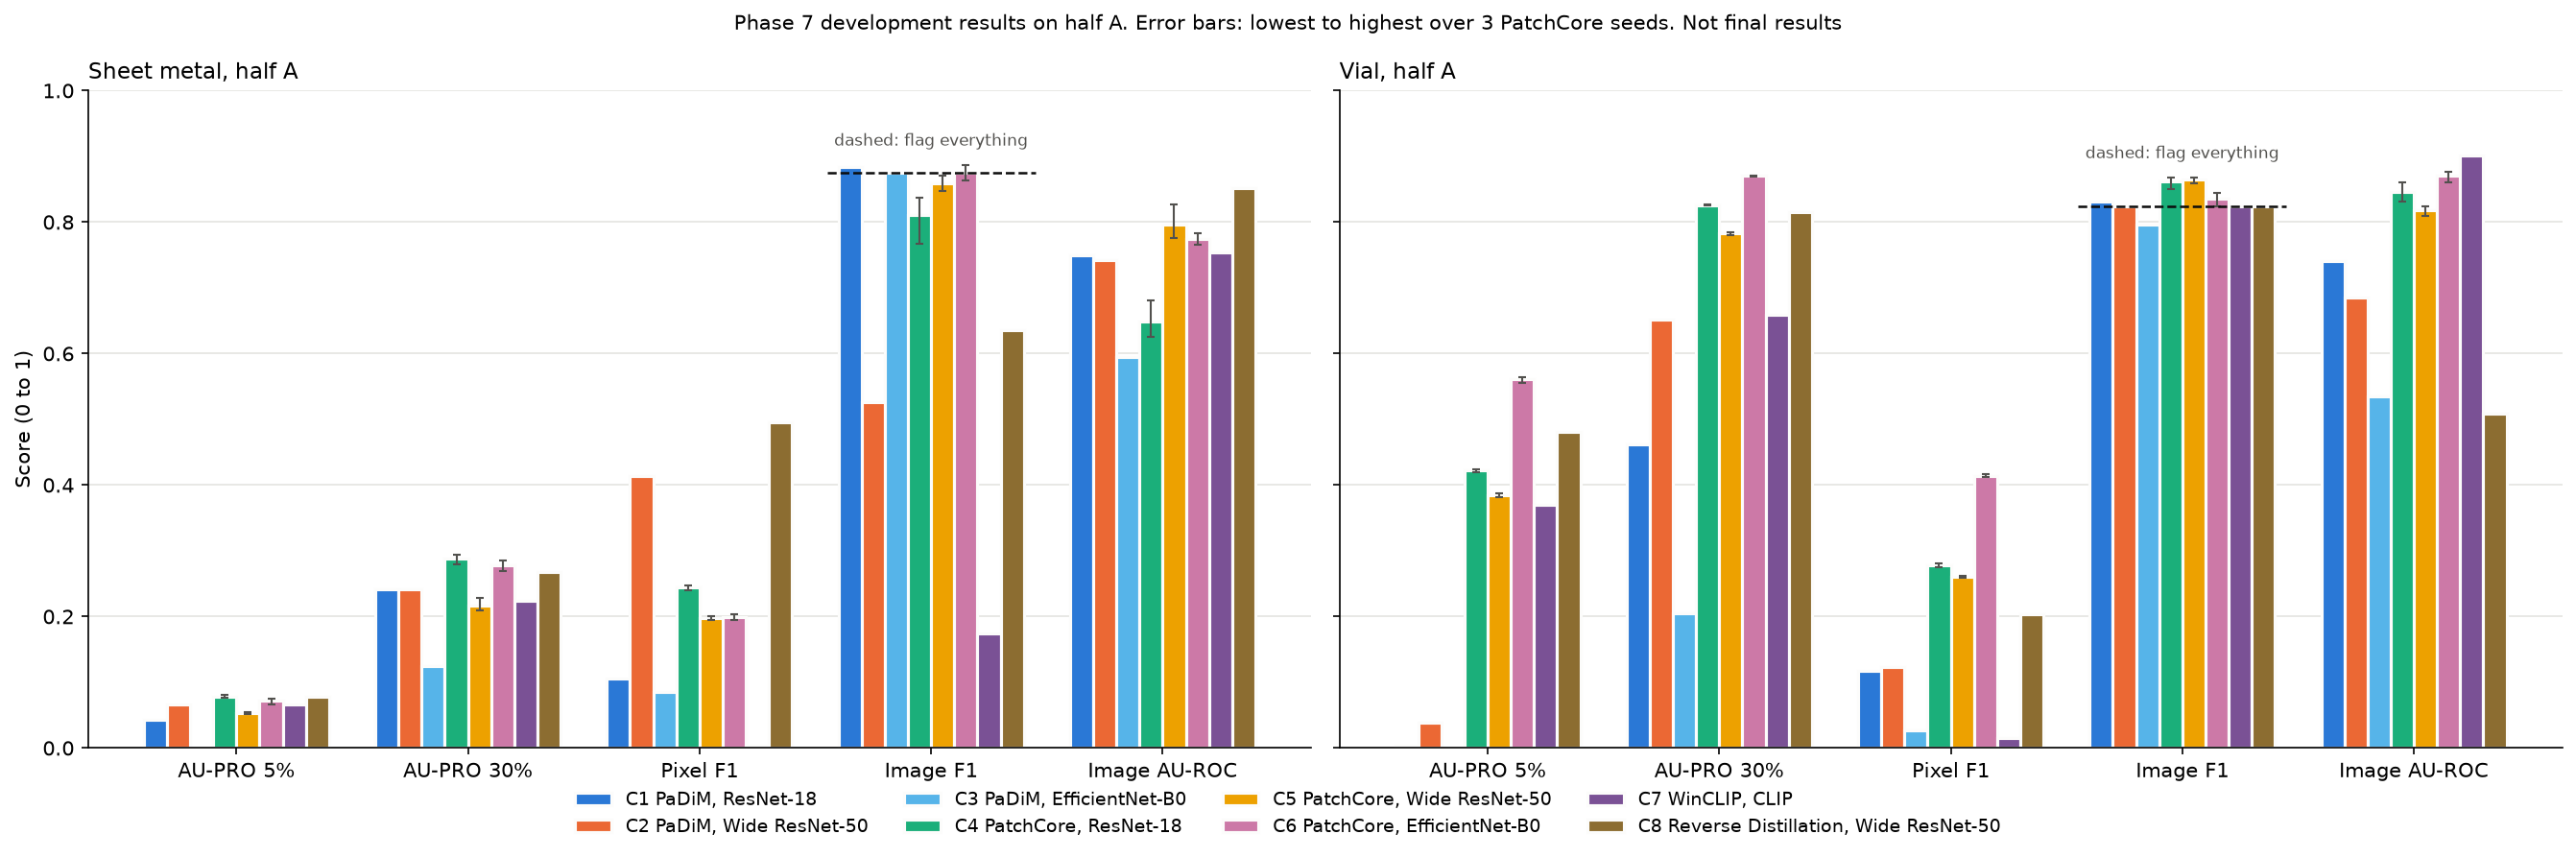 Phase 7 development results on half A. Error bars: lowest to highest over 3 PatchCore seeds. Not final results
Sheet metal, half A
Vial, half A
Score (0 to 1)
1.0
0.8
0.6
0.4
0.2
0.0
dashed: flag everything
dashed: flag everything
AU-PRO 5%
AU-PRO 30%
Pixel F1
Image F1
Image AU-ROC
AU-PRO 5%
AU-PRO 30%
Pixel F1
Image F1
Image AU-ROC
C1 PaDiM, ResNet-18
C2 PaDiM, Wide ResNet-50
C3 PaDiM, EfficientNet-B0
C4 PatchCore, ResNet-18
C5 PatchCore, Wide ResNet-50
C6 PatchCore, EfficientNet-B0
C7 WinCLIP, CLIP
C8 Reverse Distillation, Wide ResNet-50